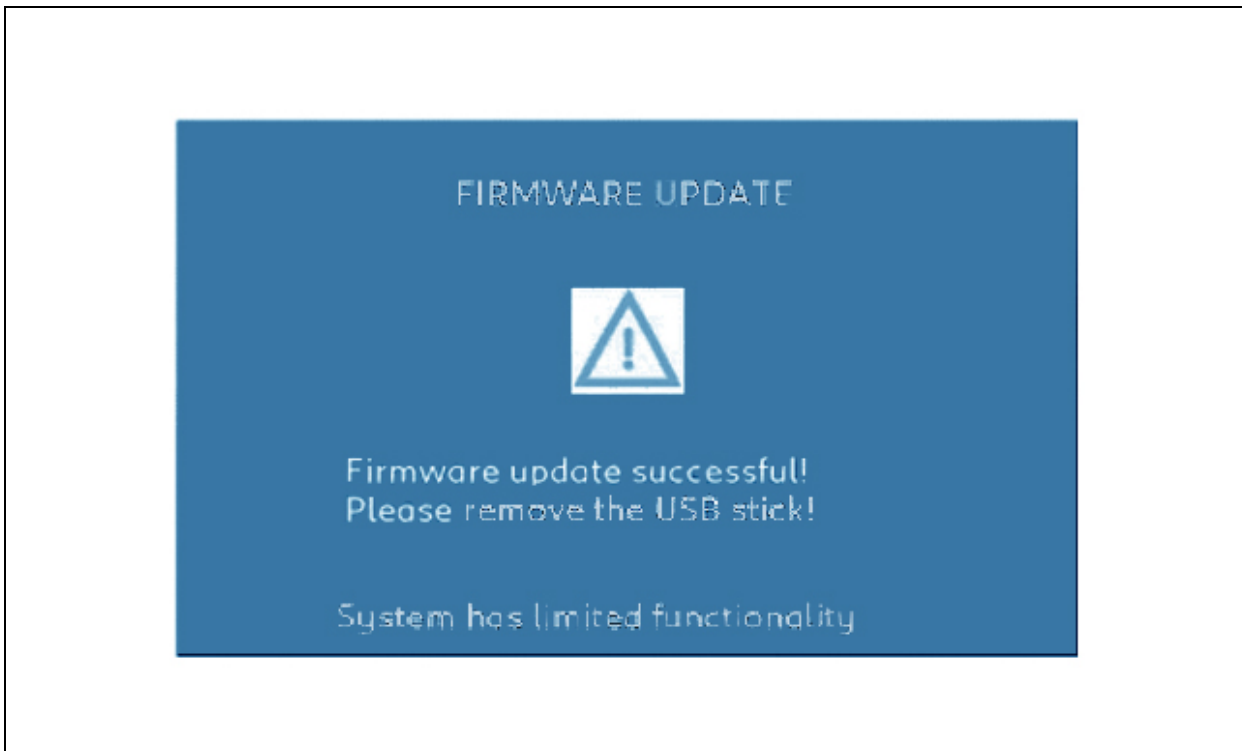 FIRMWARE UPDATE
Firmware update successful!
Please remove the USB stick!
System has limited functionality